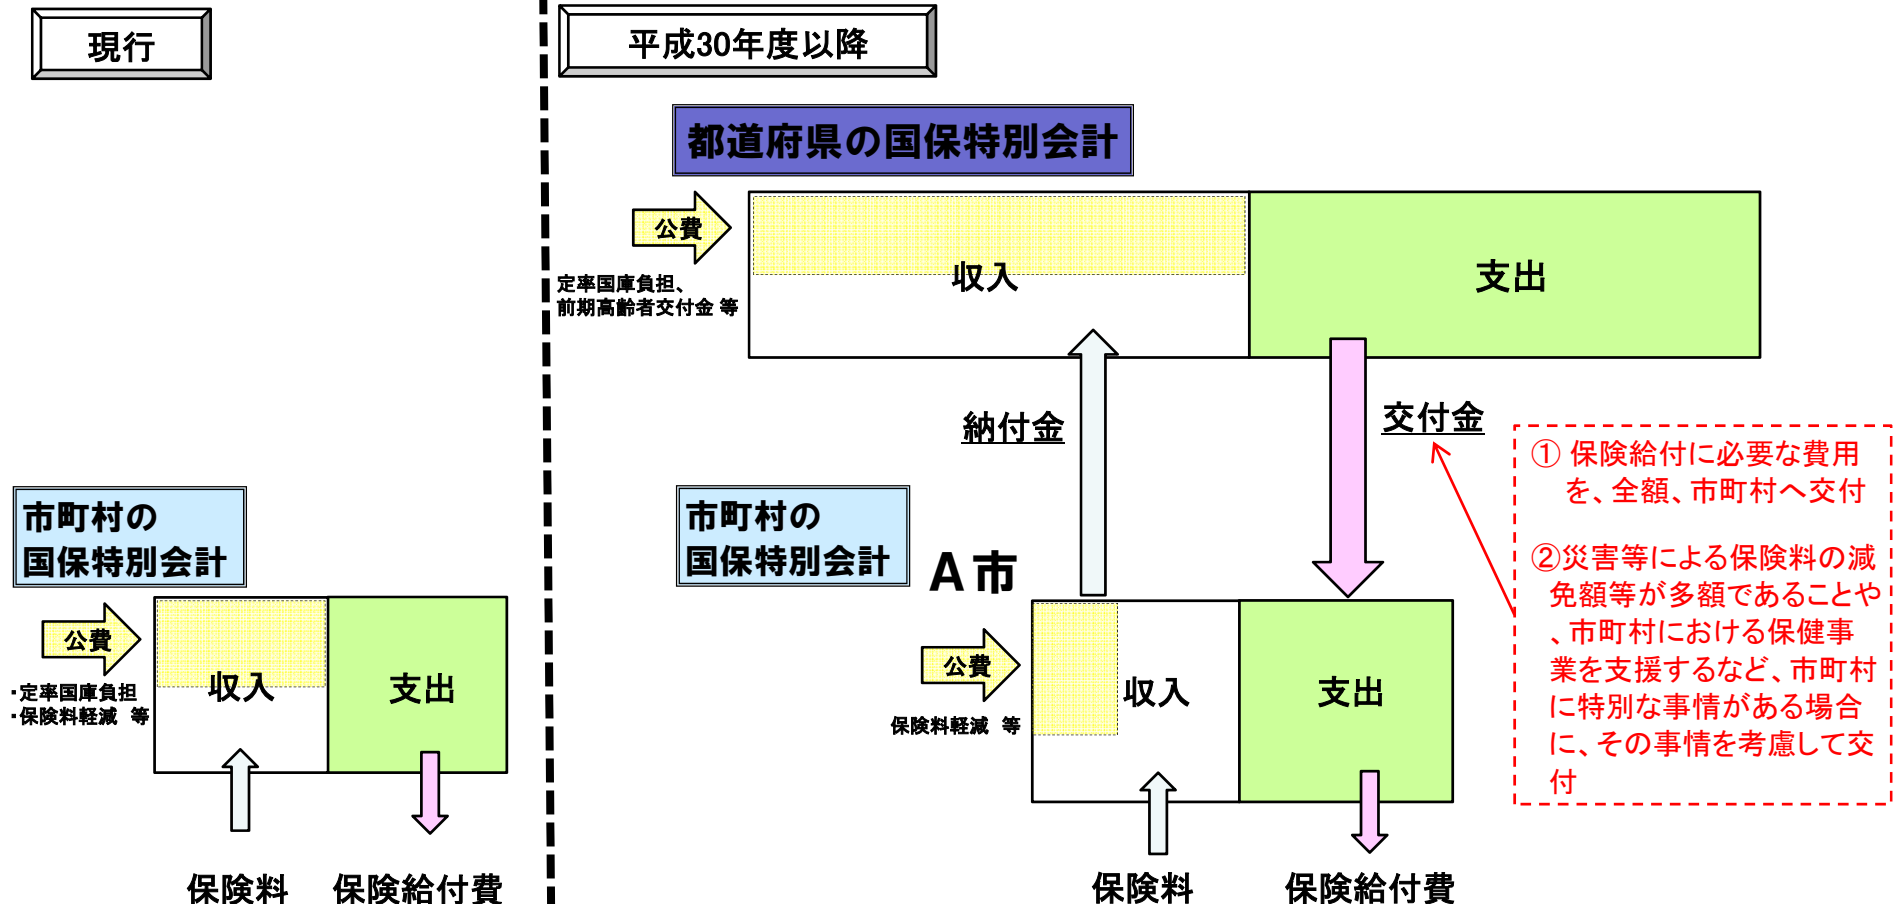 現行
市町村の
国保特別会計
公費
・定率国庫負担
・保険料軽減　等
収入
支出
保険料
保険給付費
平成30年度以降
都道府県の国保特別会計
公費
定率国庫負担、
前期高齢者交付金 等
収入
支出
納付金
交付金
市町村の
国保特別会計
A市
公費
保険料軽減　等
収入
支出
保険料
保険給付費
① 保険給付に必要な費用
を、全額、市町村へ交付
②災害等による保険料の減
免額等が多額であることや
、市町村における保健事
業を支援するなど、市町村
に特別な事情がある場合
に、その事情を考慮して交
付